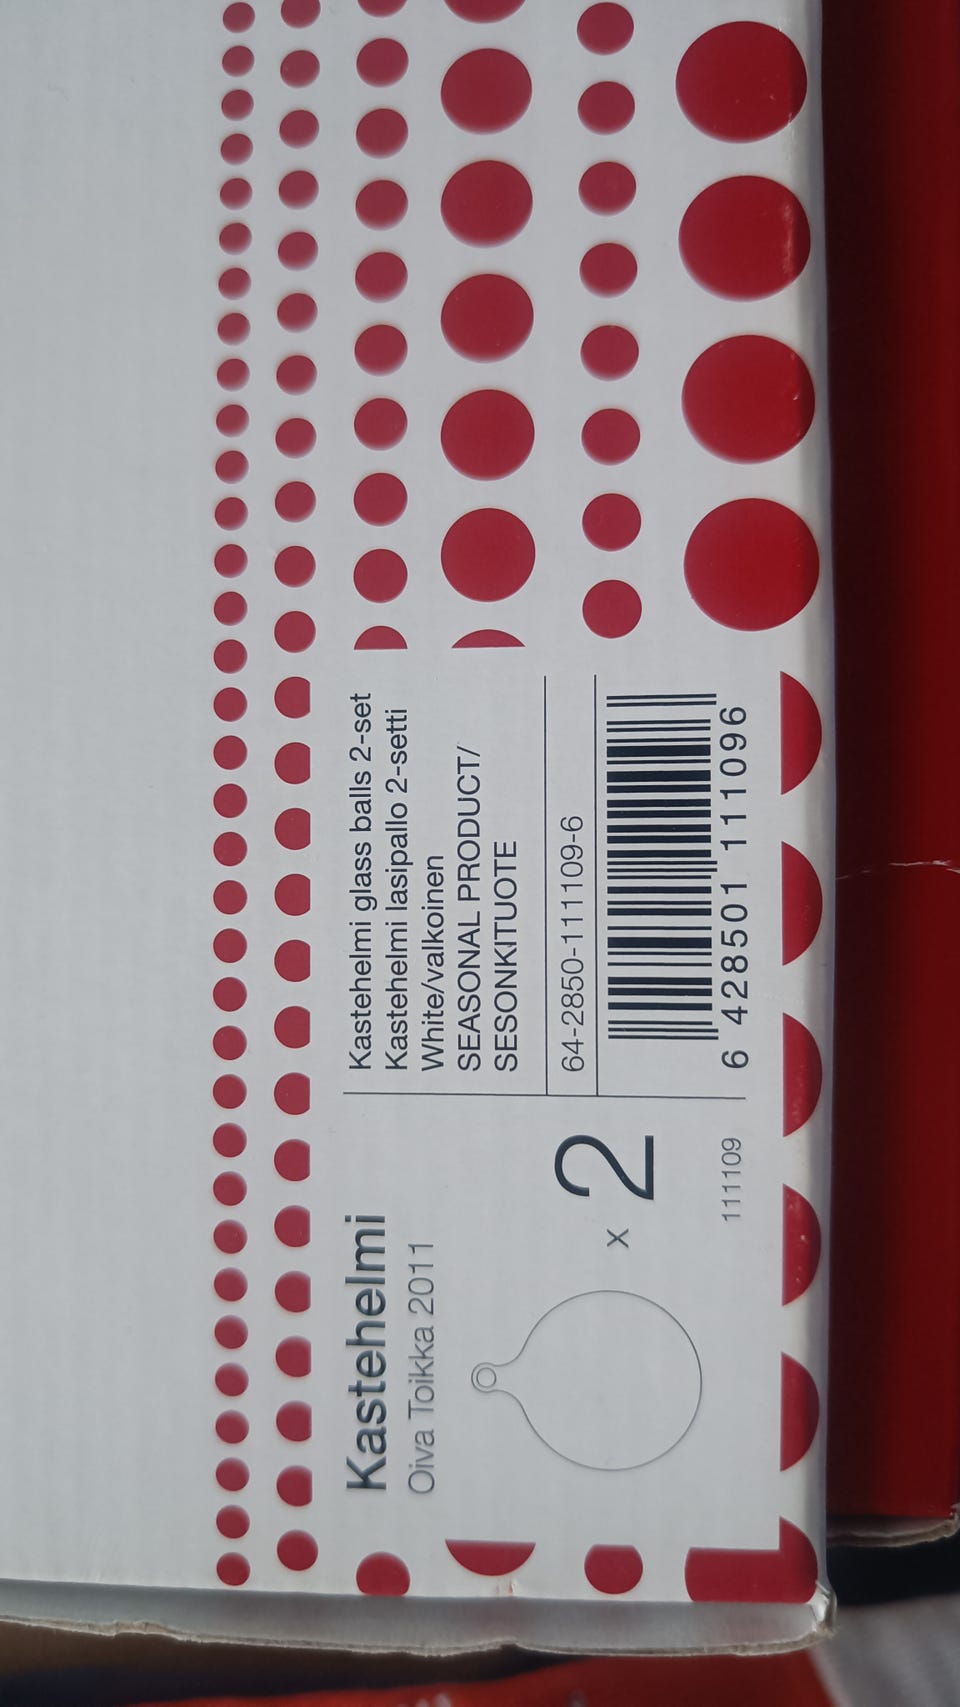 Kastehelmi
Oiva Toikka 2011
x 2
111109
Kastehelmi glass balls 2-set
Kastehelmi lasipallo 2-setti
White/valkoinen
SEASONAL PRODUCT/
SESONKITUOTE
64-2850-111109-6
6 428501 111096